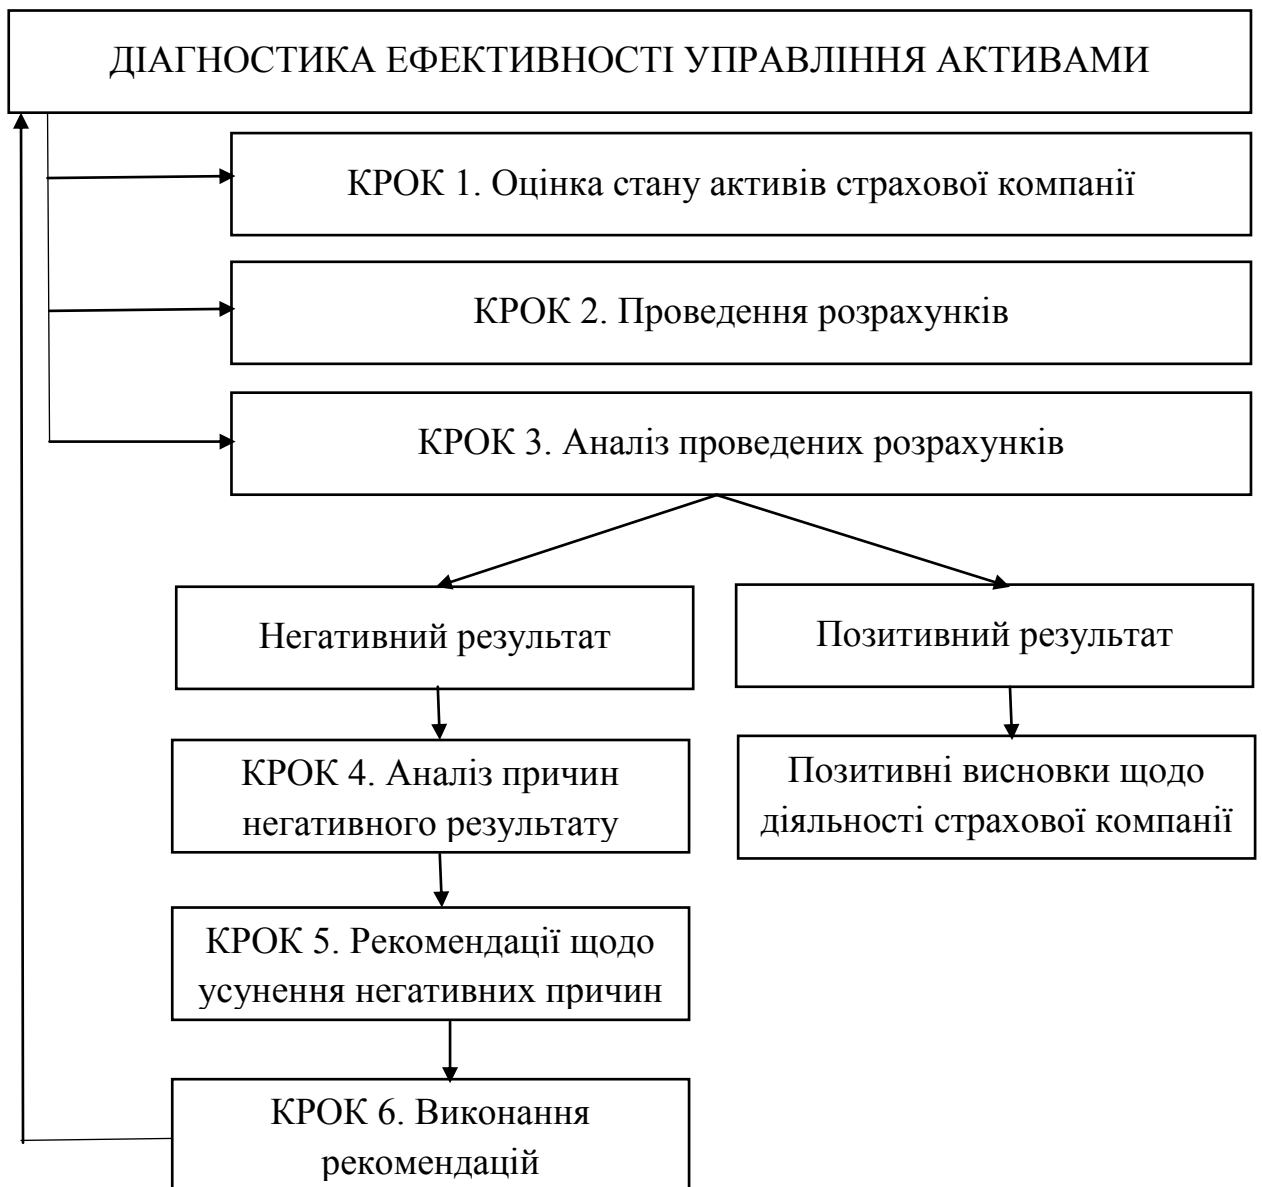 ДІАГНОСТИКА ЕФЕКТИВНОСТІ УПРАВЛІННЯ АКТИВАМИ
КРОК 1. Оцінка стану активів страхової компанії
КРОК 2. Проведення розрахунків
КРОК 3. Аналіз проведених розрахунків
Негативний результат
Позитивний результат
КРОК 4. Аналіз причин
негативного результату
Позитивні висновки щодо
діяльності страхової компанії
КРОК 5. Рекомендації щодо
усунення негативних причин
КРОК 6. Виконання
рекомендацій